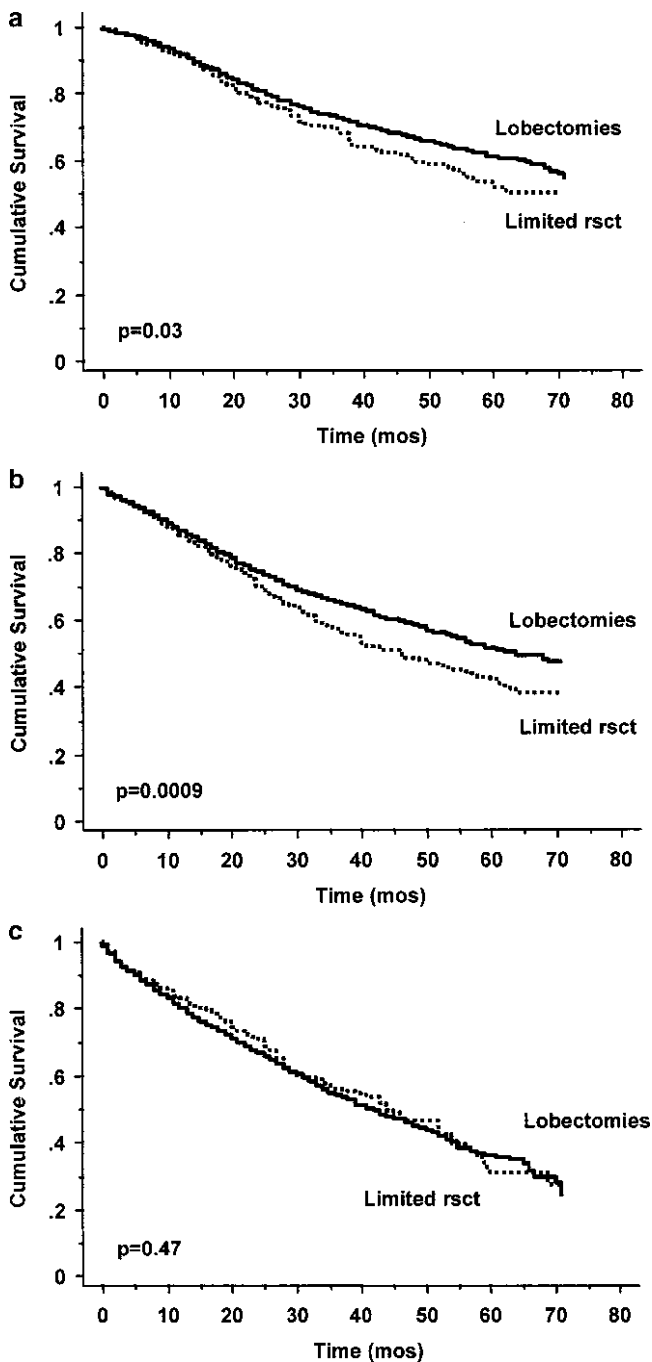 a
1
.8
.6
.4
.2
0
Cumulative Survival
Lobectomies
Limited rsct
p=0.03
0 10 20 30 40 50 60 70 80
Time (mos)
b
1
.8
.6
.4
.2
0
Cumulative Survival
Lobectomies
Limited rsct
p=0.0009
0 10 20 30 40 50 60 70 80
Time (mos)
c
1
.8
.6
.4
.2
0
Cumulative Survival
Lobectomies
Limited rsct
p=0.47
0 10 20 30 40 50 60 70 80
Time (mos)